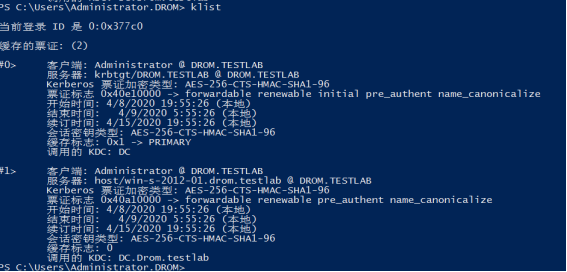 PS C:\Users\Administrator.DROM> klist
当前登录 ID 是 0:0x377c0
缓存的票证: (2)
#0> 客户端: Administrator @ DROM.TESTLAB
服务器: krbtgt/DROM.TESTLAB @ DROM.TESTLAB
Kerberos 票证加密类型: AES-256-CTS-HMAC-SHA1-96
票证标志 0x40e10000 -> forwardable renewable initial pre_authent name_canonicalize
开始时间: 4/8/2020 19:55:26 (本地)
结束时间: 4/9/2020 5:55:26 (本地)
续订时间: 4/15/2020 19:55:26 (本地)
会话密钥类型: AES-256-CTS-HMAC-SHA1-96
缓存标志: 0x1 -> PRIMARY
调用的 KDC: DC
#1> 客户端: Administrator @ DROM.TESTLAB
服务器: host/win-s-2012-01.drom.testlab @ DROM.TESTLAB
Kerberos 票证加密类型: AES-256-CTS-HMAC-SHA1-96
票证标志 0x40a10000 -> forwardable renewable pre_authent name_canonicalize
开始时间: 4/8/2020 19:55:26 (本地)
结束时间: 4/9/2020 5:55:26 (本地)
续订时间: 4/15/2020 19:55:26 (本地)
会话密钥类型: AES-256-CTS-HMAC-SHA1-96
缓存标志: 0
调用的 KDC: DC.Drom.testlab
PS C:\Users\Administrator.DROM>